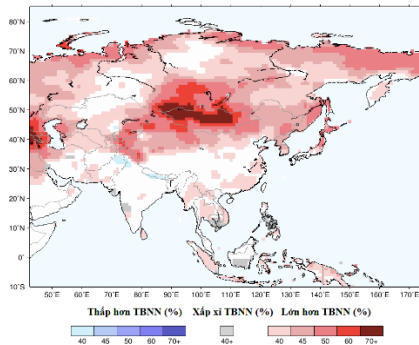 80°N
70°N
60°N
50°N
40°N
30°N
20°N
10°N
0°
10°S
50°E 60°E 70°E 80°E 90°E 100°E 110°E 120°E 130°E 140°E 150°E 160°E 170°E
Thấp hơn TBNN (%) Xấp xỉ TBNN (%) Lớn hơn TBNN (%)
40 50 60 70+ 40+ 40 50 60 70+